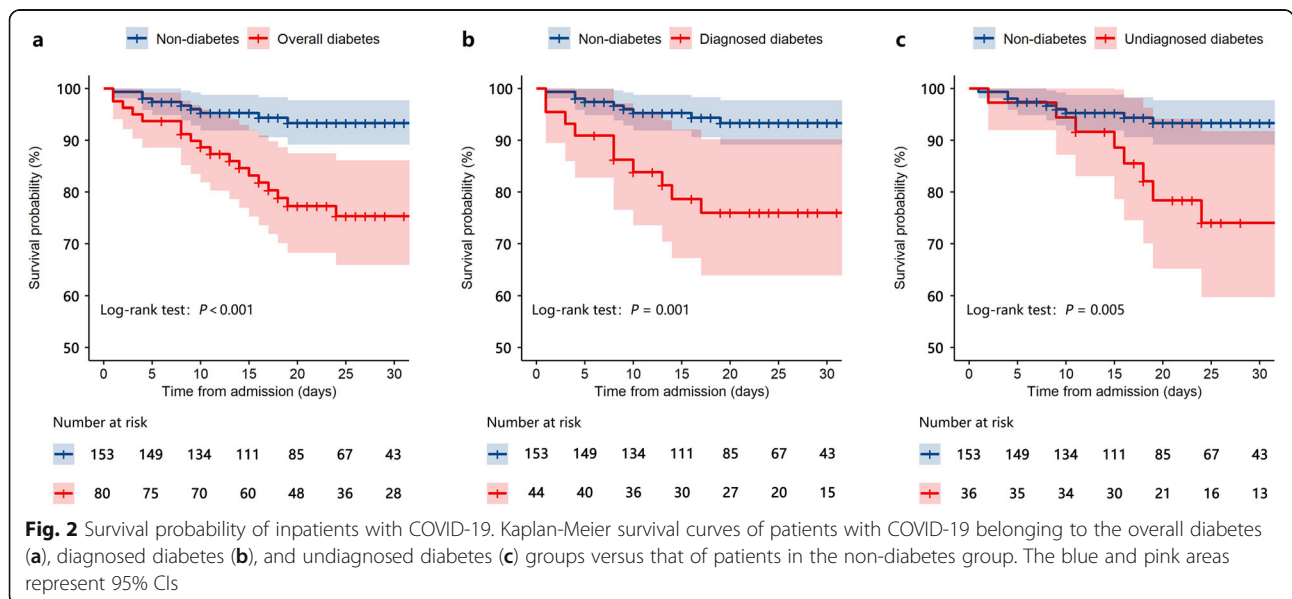 a
Non-diabetes Overall diabetes
100
90
80
70
60
50
Survival probability (%)
Log-rank test: P < 0.001
0 5 10 15 20 25 30
Time from admission (days)
Number at risk
153 149 134 111 85 67 43
80 75 70 60 48 36 28
b
Non-diabetes Diagnosed diabetes
100
90
80
70
60
50
Survival probability (%)
Log-rank test: P = 0.001
0 5 10 15 20 25 30
Time from admission (days)
Number at risk
153 149 134 111 85 67 43
44 40 36 30 27 20 15
c
Non-diabetes Undiagnosed diabetes
100
90
80
70
60
50
Survival probability (%)
Log-rank test: P = 0.005
0 5 10 15 20 25 30
Time from admission (days)
Number at risk
153 149 134 111 85 67 43
36 35 34 30 21 16 13
Fig. 2 Survival probability of inpatients with COVID-19. Kaplan-Meier survival curves of patients with COVID-19 belonging to the overall diabetes
(a), diagnosed diabetes (b), and undiagnosed diabetes (c) groups versus that of patients in the non-diabetes group. The blue and pink areas
represent 95% CIs